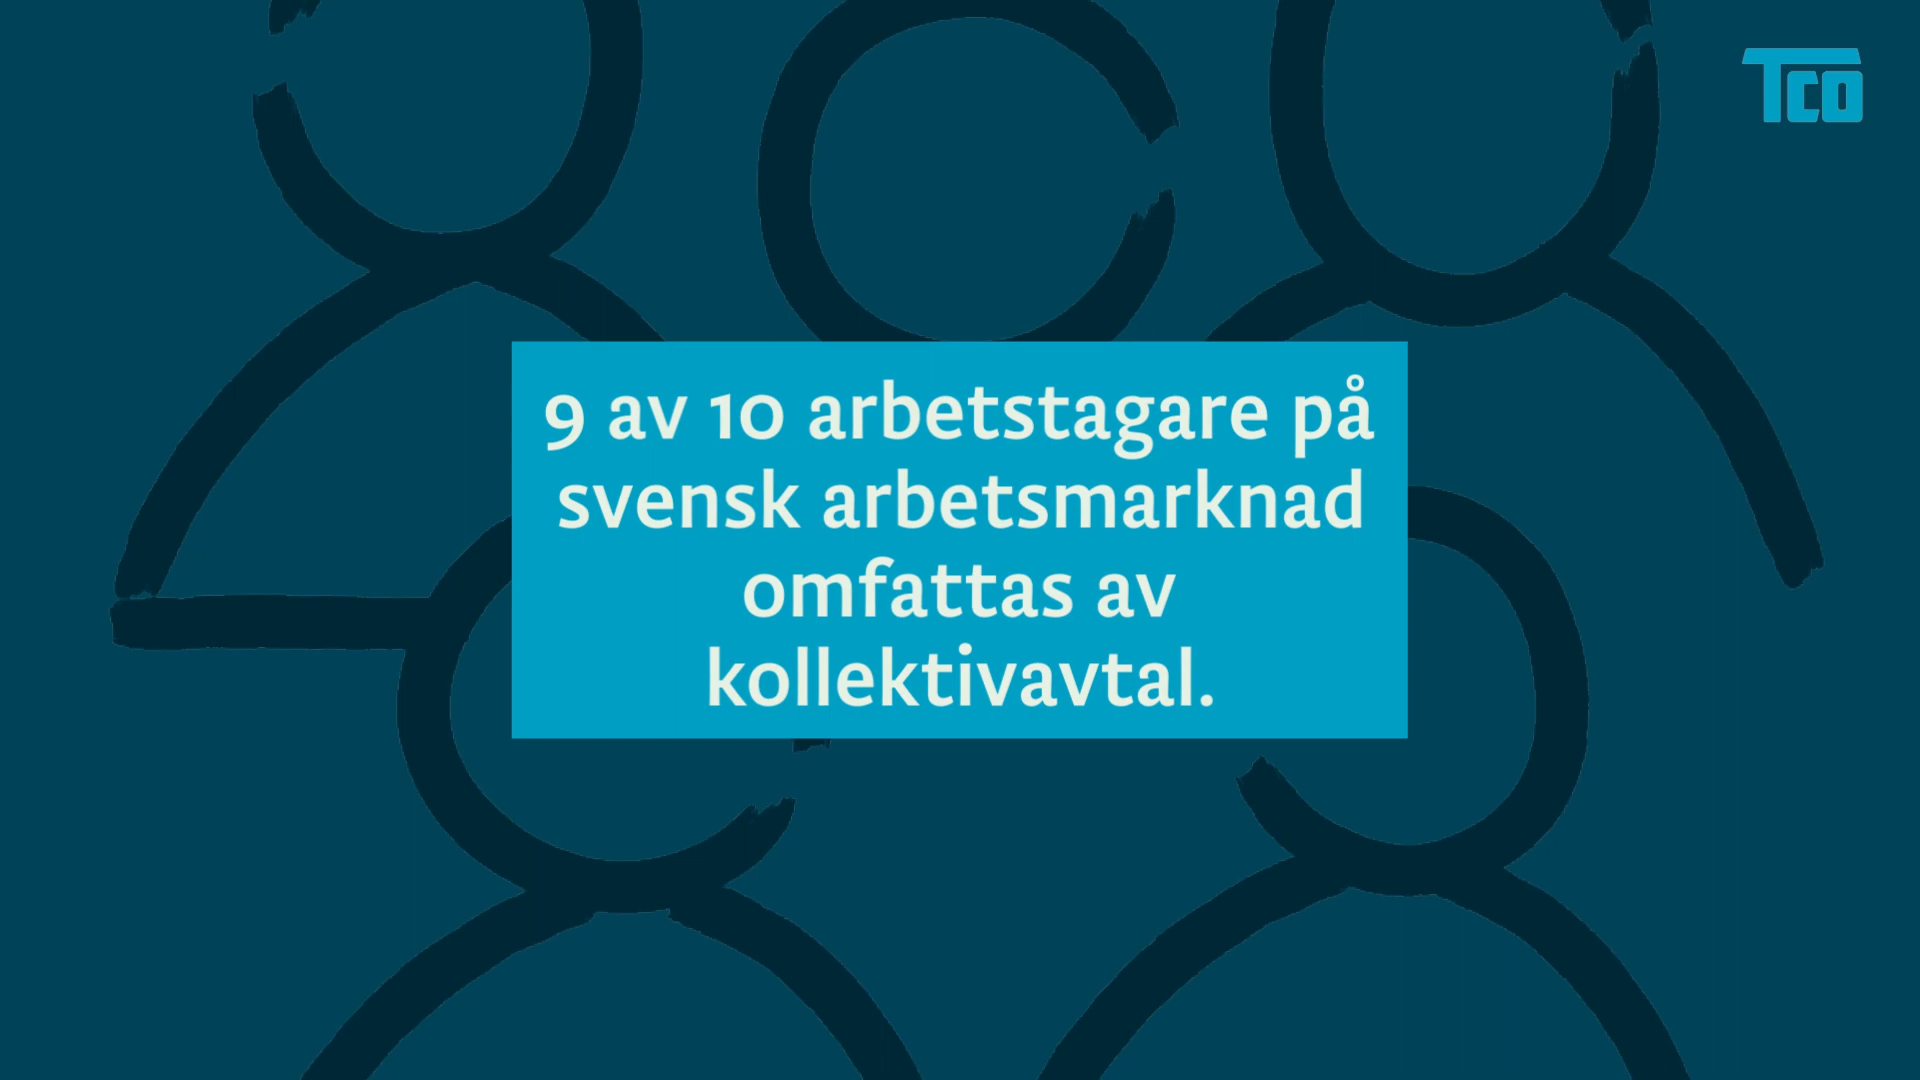 TCO
9 av 10 arbetstagare på
svensk arbetsmarknad
omfattas av
kollektivavtal.